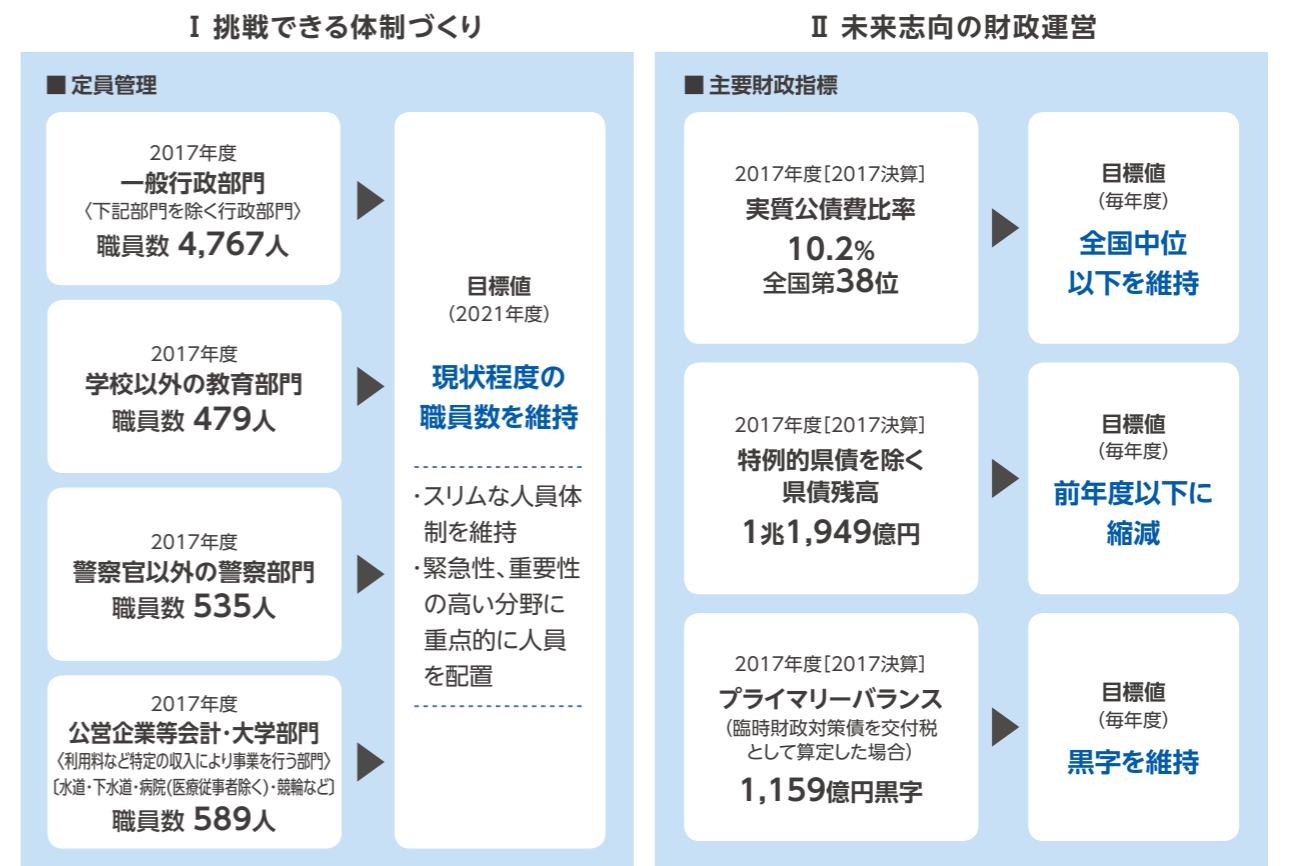 Ⅰ 挑戦できる体制づくり
■ 定員管理
2017年度
一般行政部門
〈下記部門を除く行政部門〉
職員数 4,767人
2017年度
学校以外の教育部門
職員数 479人
2017年度
警察官以外の警察部門
職員数 535人
2017年度
公営企業等会計・大学部門
〈利用料など特定の収入により事業を行う部門〉
〔水道・下水道・病院(医療従事者除く)・競輪など〕
職員数 589人
目標値
(2021年度)
現状程度の
職員数を維持
・スリムな人員体
制を維持
・緊急性、重要性
の高い分野に
重点的に人員
を配置
Ⅱ 未来志向の財政運営
■ 主要財政指標
2017年度[2017決算]
実質公債費比率
10.2%
全国第38位
目標値
(毎年度)
全国中位
以下を維持
2017年度[2017決算]
特例的県債を除く
県債残高
1兆1,949億円
目標値
(毎年度)
前年度以下に
縮減
2017年度[2017決算]
プライマリーバランス
(臨時財政対策債を交付税
として算定した場合)
1,159億円黒字
目標値
(毎年度)
黒字を維持